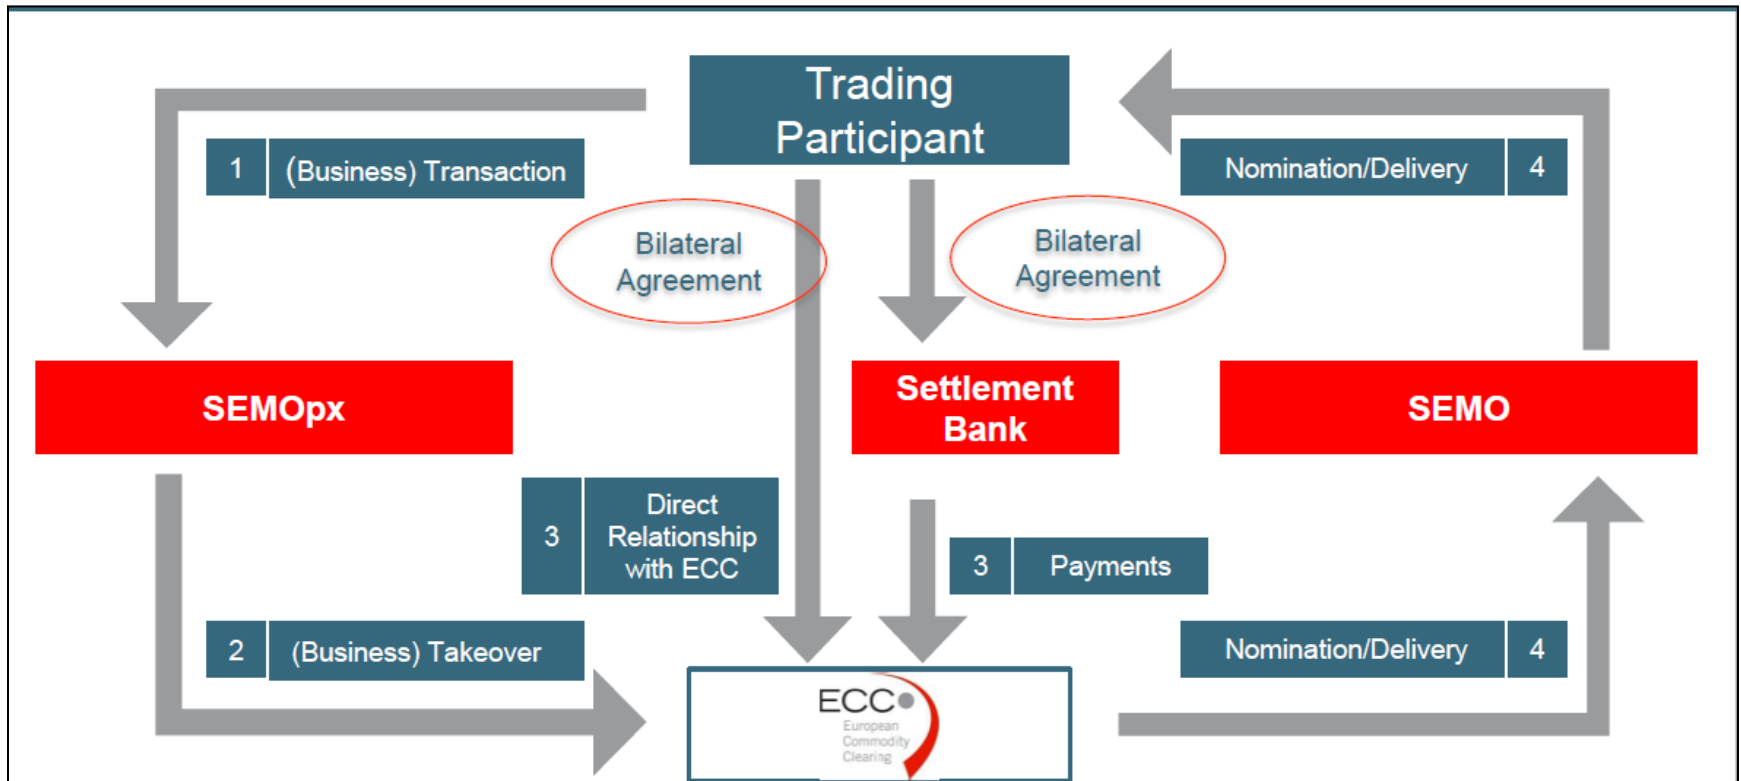 Trading
Participant
1
(Business) Transaction
Nomination/Delivery
4
Bilateral
Agreement
Bilateral
Agreement
SEMOpx
Settlement
Bank
SEMO
3
Direct
Relationship
with ECC
3
Payments
2
(Business) Takeover
Nomination/Delivery
4
ECC
European
Commodity
Clearing